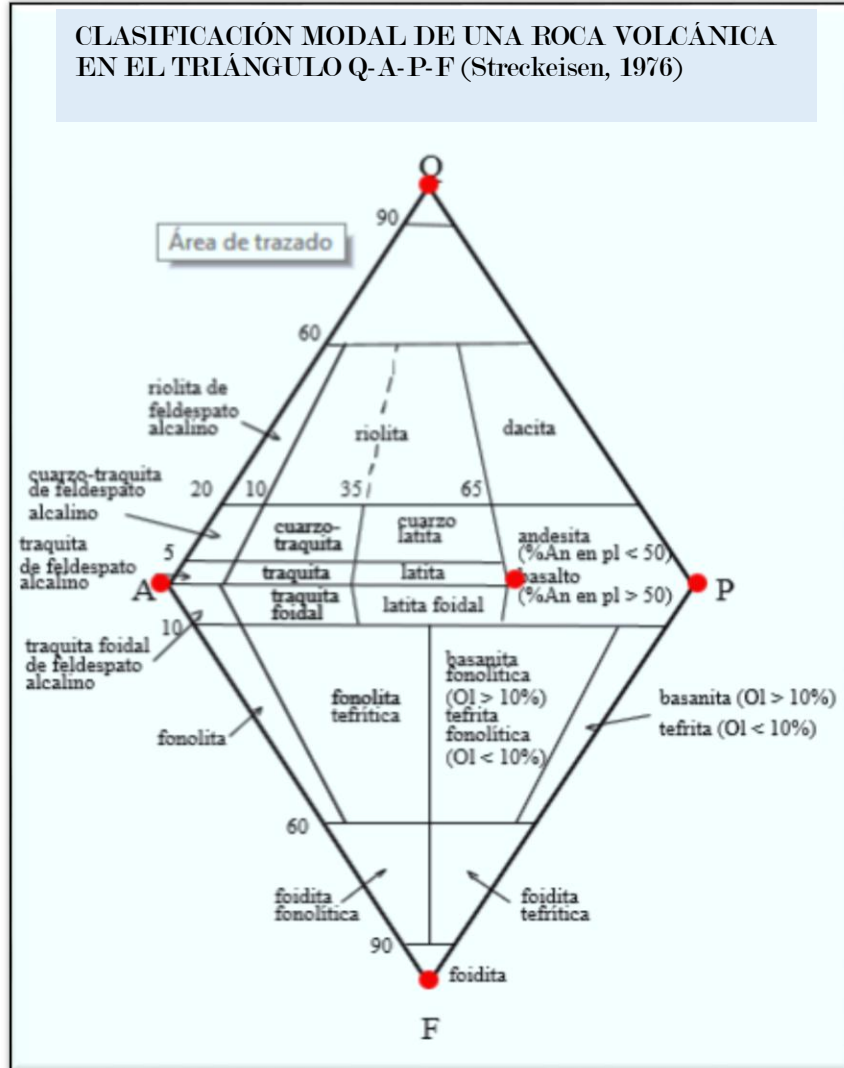 CLASIFICACIÓN MODAL DE UNA ROCA VOLCÁNICA
EN EL TRIÁNGULO Q-A-P-F (Streckeisen, 1976)
Q
90
Área de trazado
60
riolita de
feldespato
alcalino
riolita
dacita
cuarzo-traquita
de feldespato
alcalino
20
10
35
65
cuarzo-
traquita
cuarzo
latita
andesita
(%An en pl < 50)
traquita
de feldespato
alcalino
5
traquita
latita
basalto
(%An en pl > 50)
A
P
traquita
foidal
latita foidal
10
traquita foidal
de feldespato
alcalino
fonolita
fonolita
tefrítica
basanita
fonolítica
(Ol > 10%)
tefrita
fonolítica
(Ol < 10%)
basanita (Ol > 10%)
tefrita (Ol < 10%)
60
foidita
fonolítica
foidita
tefrítica
90
foidita
F